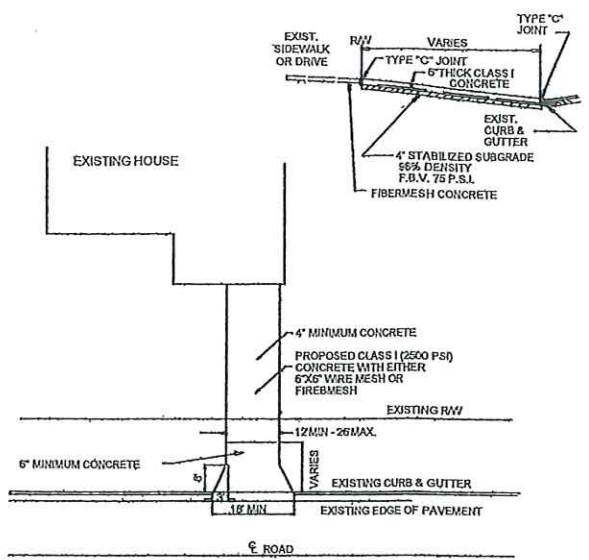 TYPE "C"
JOINT
EXIST.
SIDEWALK
OR DRIVE
R/W
VARIES
TYPE "C" JOINT
6" THICK CLASS I
CONCRETE
EXIST.
CURB &
GUTTER
4" STABILIZED SUBGRADE
98% DENSITY
F.B.V. 75 P.S.I.
FIBERMESH CONCRETE
EXISTING HOUSE
4" MINIMUM CONCRETE
PROPOSED CLASS I (2500 PSI)
CONCRETE WITH EITHER
6"X6" WIRE MESH OR
FIREBMESH
EXISTING R/W
12' MIN - 26' MAX.
6" MINIMUM CONCRETE
VARIES
EXISTING CURB & GUTTER
3'
18' MIN
EXISTING EDGE OF PAVEMENT
℄ ROAD